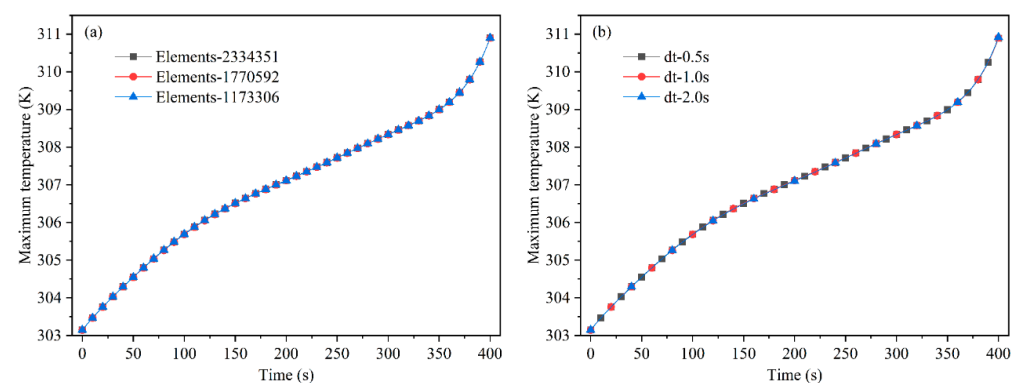 (a)
Elements-2334351
Elements-1770592
Elements-1173306
311
310
309
308
307
306
305
304
303
Maximum temperature (K)
0 50 100 150 200 250 300 350 400
Time (s)
(b)
dt-0.5s
dt-1.0s
dt-2.0s
311
310
309
308
307
306
305
304
303
Maximum temperature (K)
0 50 100 150 200 250 300 350 400
Time (s)